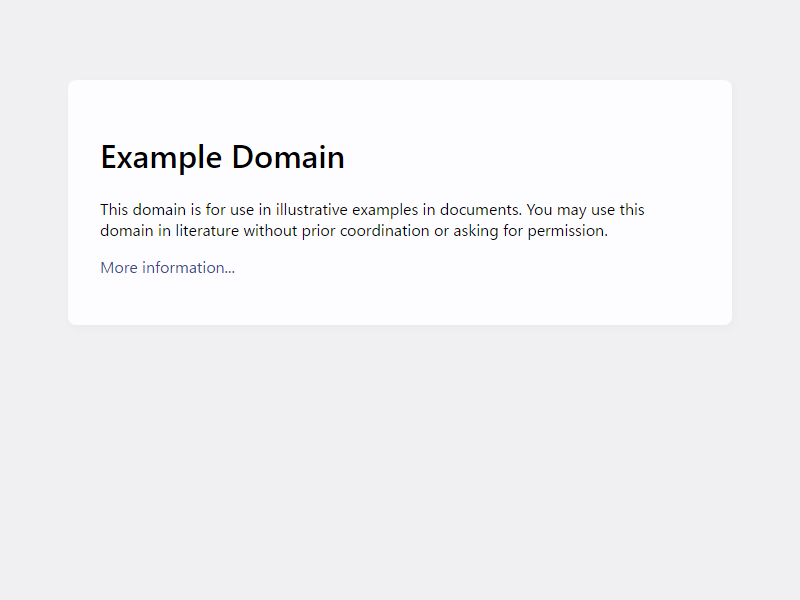 Example Domain
This domain is for use in illustrative examples in documents. You may use this
domain in literature without prior coordination or asking for permission.
More information...